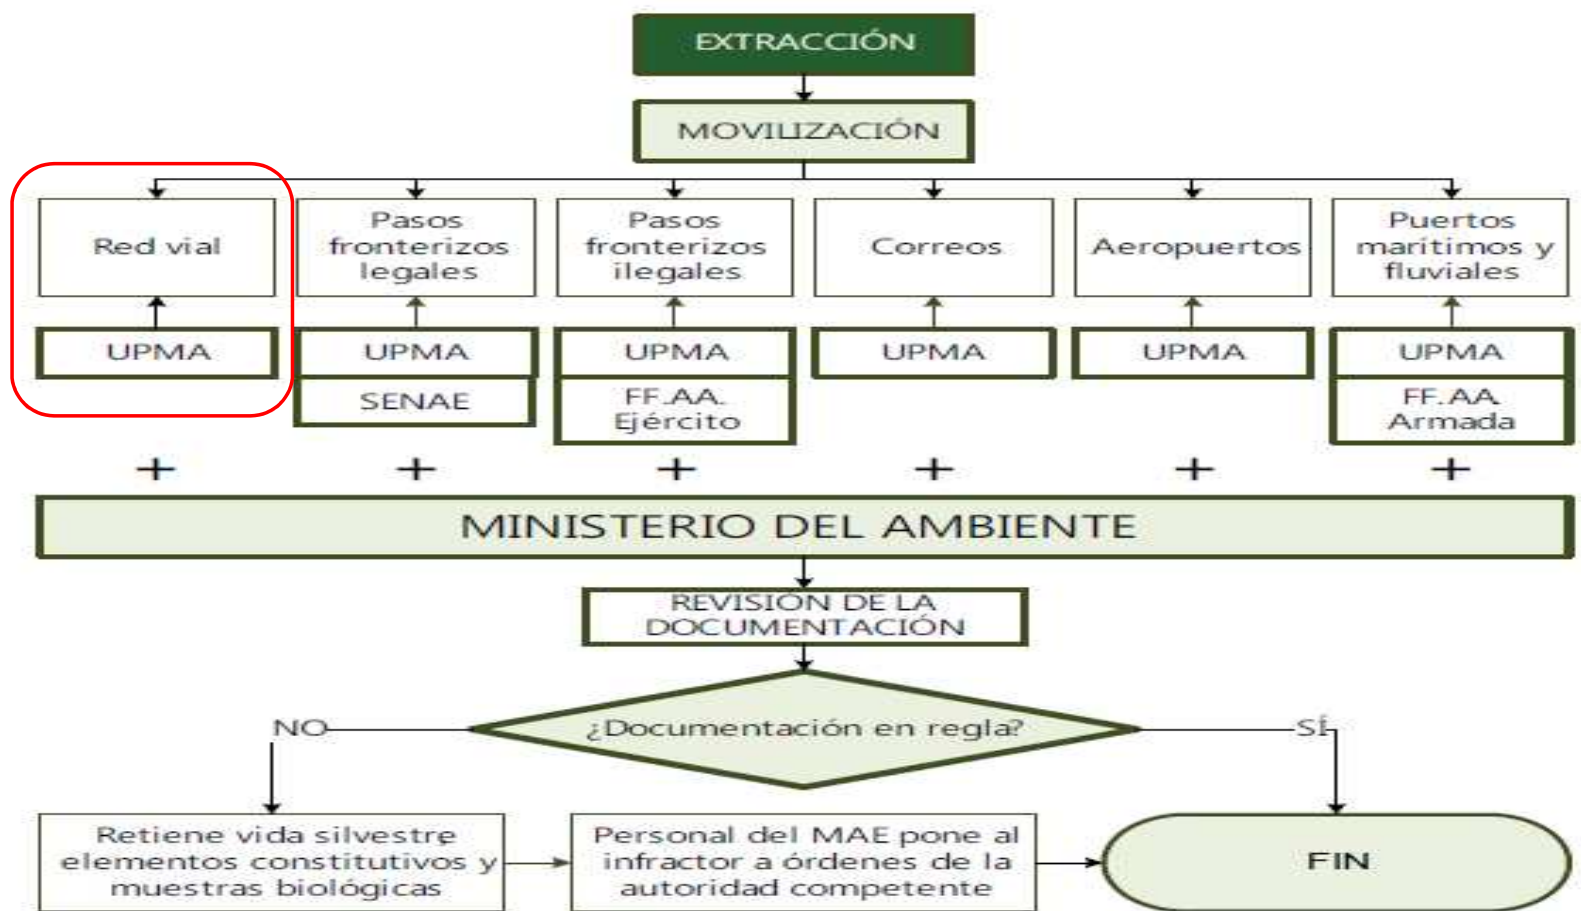 EXTRACCIÓN
MOVILIZACIÓN
Red vial
Pasos
fronterizos
legales
Pasos
fronterizos
ilegales
Correos
Aeropuertos
Puertos
marítimos y
fluviales
UPMA
UPMA
UPMA
UPMA
UPMA
UPMA
SENAE
FF.AA.
Ejército
FF.AA.
Armada
+ + + + + +
MINISTERIO DEL AMBIENTE
REVISIÓN DE LA
DOCUMENTACIÓN
¿Documentación en regla?
NO
SÍ
Retiene vida silvestre,
elementos constitutivos y
muestras biológicas
Personal del MAE pone al
infractor a órdenes de la
autoridad competente
FIN